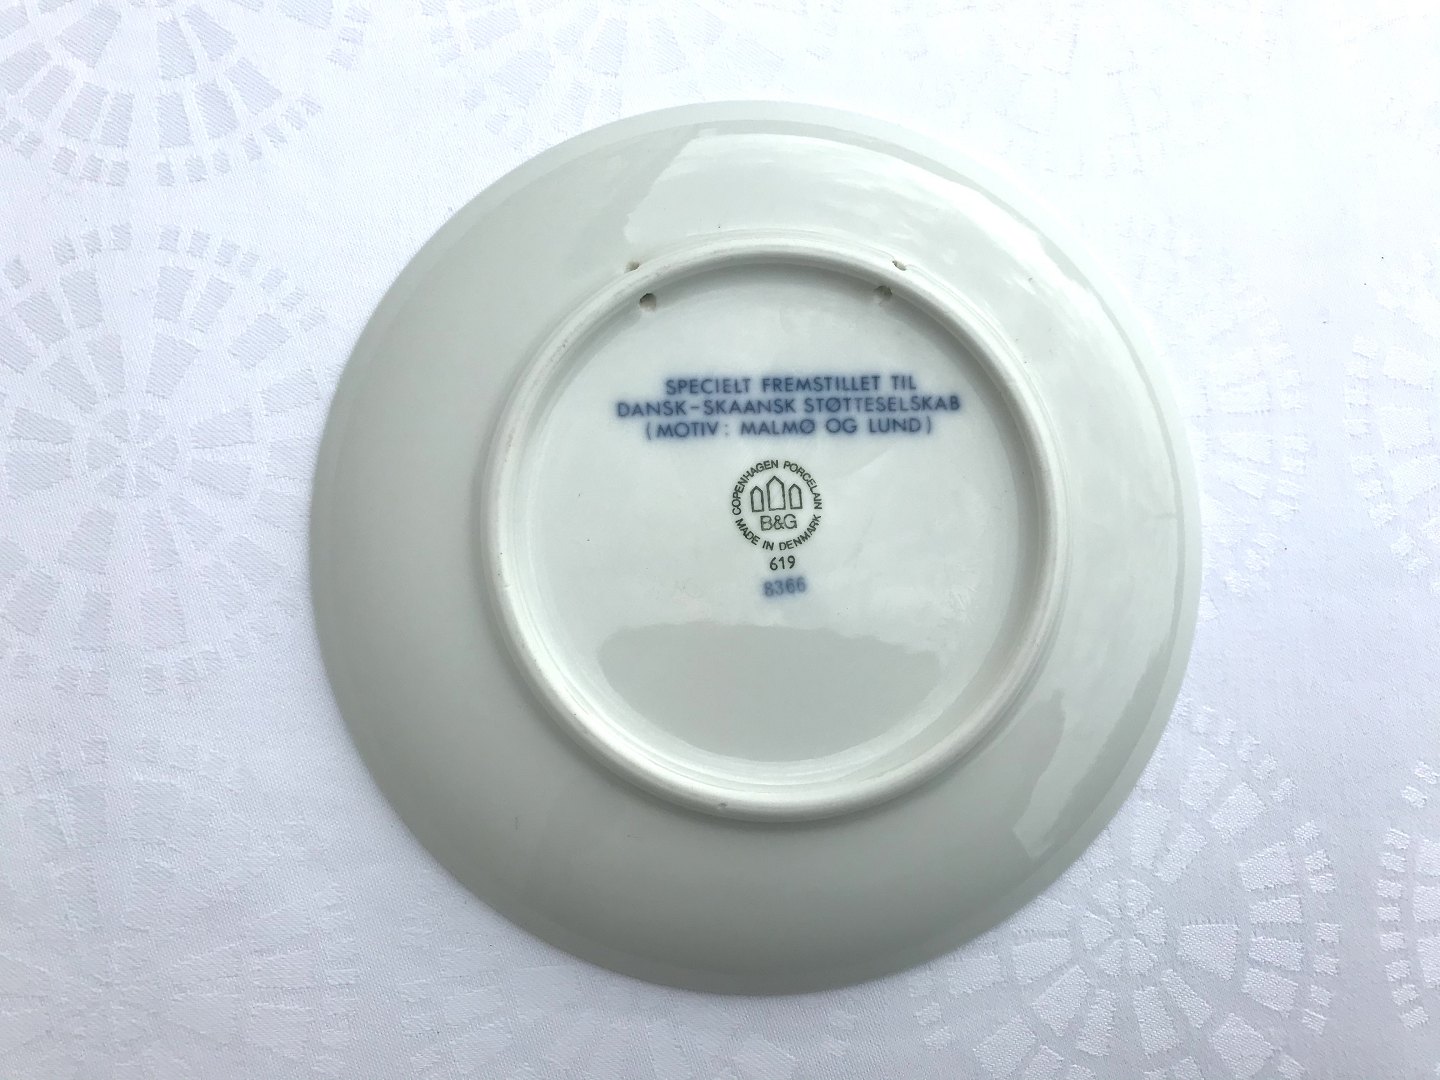 SPECIELT FREMSTILLET TIL
DANSK-SKAANSK STØTTESELSKAB
(MOTIV: MALMØ OG LUND)
COPENHAGEN PORCELAIN
B&G
MADE IN DENMARK
619
8366